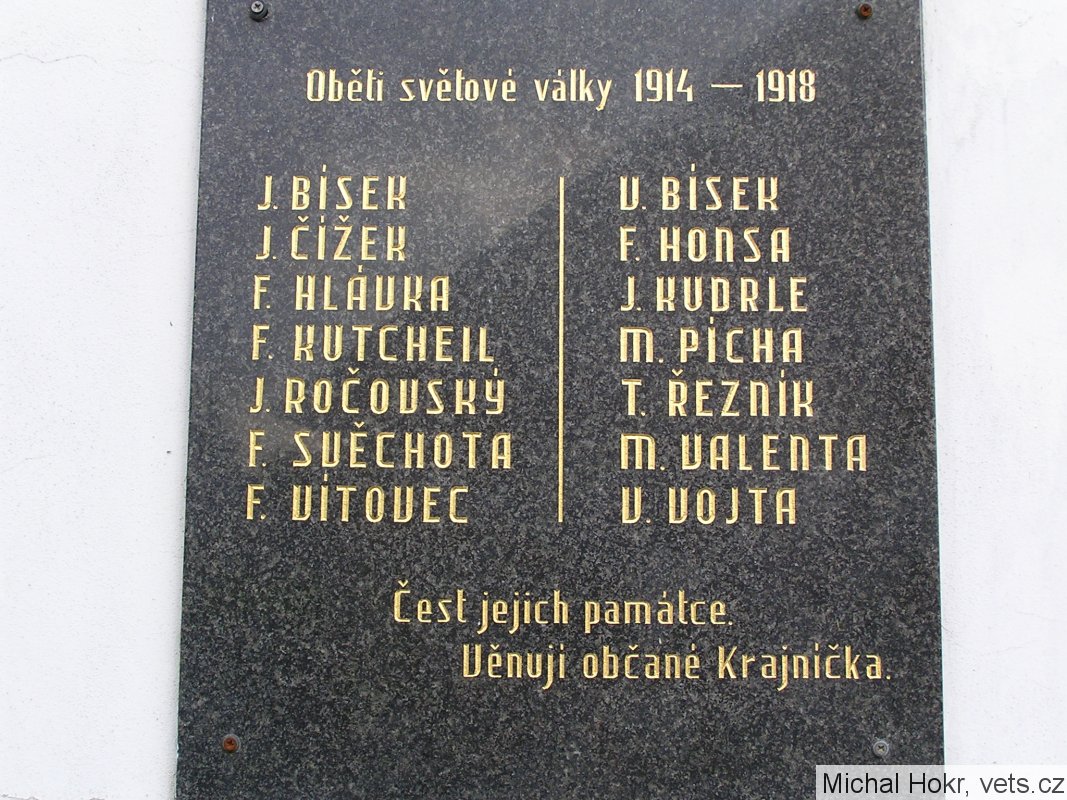 Oběti světové války 1914 — 1918
J. BÍSEK
J. ČÍŽEK
F. HLÁVKA
F. KUTCHEIL
J. ROČOVSKÝ
F. SVĚCHOTA
F. VÍTOVEC
V. BÍSEK
F. HONSA
J. KUDRLE
M. PÍCHA
T. ŘEZNÍK
M. VALENTA
V. VOJTA
Čest jejich památce.
Věnují občané Krajníčka.
Michal Hokr, vets.cz